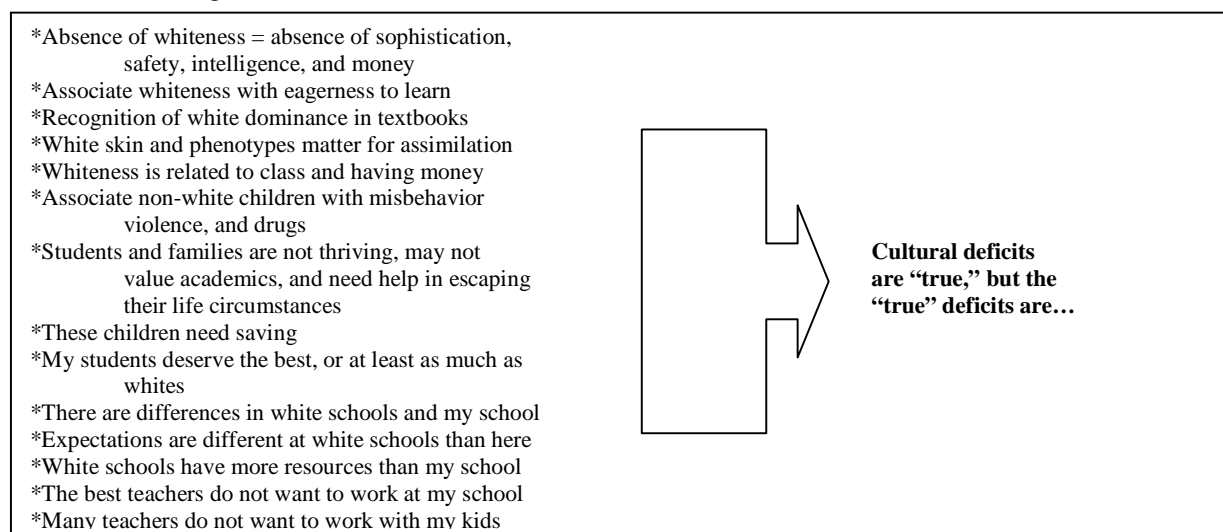 *Absence of whiteness = absence of sophistication,
safety, intelligence, and money
*Associate whiteness with eagerness to learn
*Recognition of white dominance in textbooks
*White skin and phenotypes matter for assimilation
*Whiteness is related to class and having money
*Associate non-white children with misbehavior
violence, and drugs
*Students and families are not thriving, may not
value academics, and need help in escaping
their life circumstances
*These children need saving
*My students deserve the best, or at least as much as
whites
*There are differences in white schools and my school
*Expectations are different at white schools than here
*White schools have more resources than my school
*The best teachers do not want to work at my school
*Many teachers do not want to work with my kids
Cultural deficits
are “true,” but the
“true” deficits are…